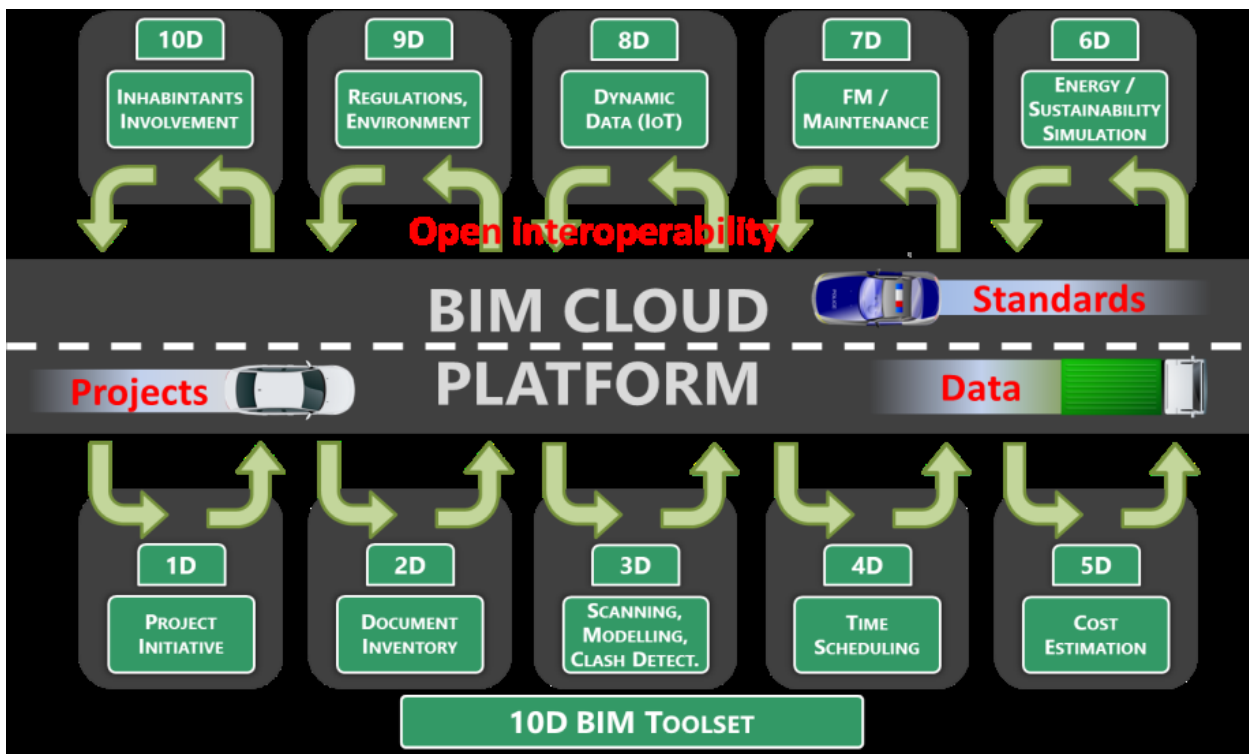 10D
9D
8D
7D
6D
INHABINTANTS
INVOLVEMENT
REGULATIONS,
ENVIRONMENT
DYNAMIC
DATA (IOT)
FM /
MAINTENANCE
ENERGY /
SUSTAINABILITY
SIMULATION
Open interoperability
BIM CLOUD
PLATFORM
Standards
Projects
Data
POLICE
1D
2D
3D
4D
5D
PROJECT
INITIATIVE
DOCUMENT
INVENTORY
SCANNING,
MODELLING,
CLASH DETECT.
TIME
SCHEDULING
COST
ESTIMATION
10D BIM TOOLSET